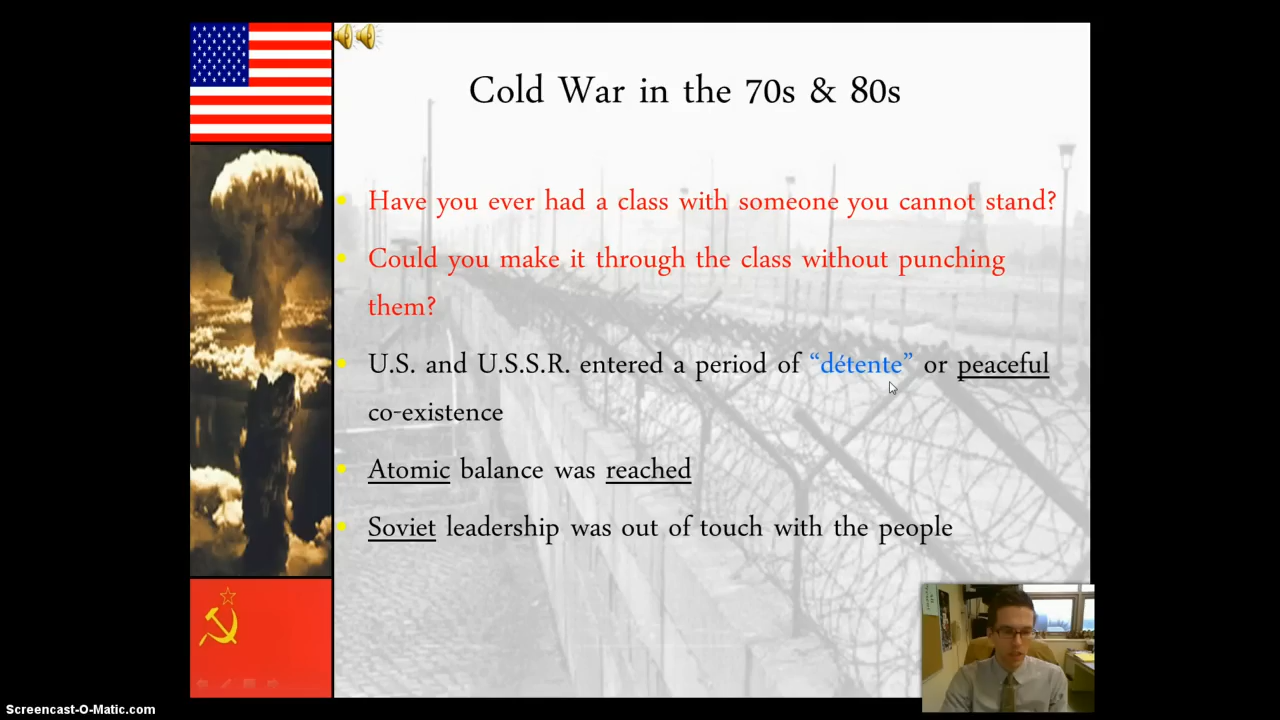 Cold War in the 70s & 80s
Have you ever had a class with someone you cannot stand?
Could you make it through the class without punching
them?
U.S. and U.S.S.R. entered a period of “détente” or peaceful
co-existence
Atomic balance was reached
Soviet leadership was out of touch with the people
Screencast-O-Matic.com